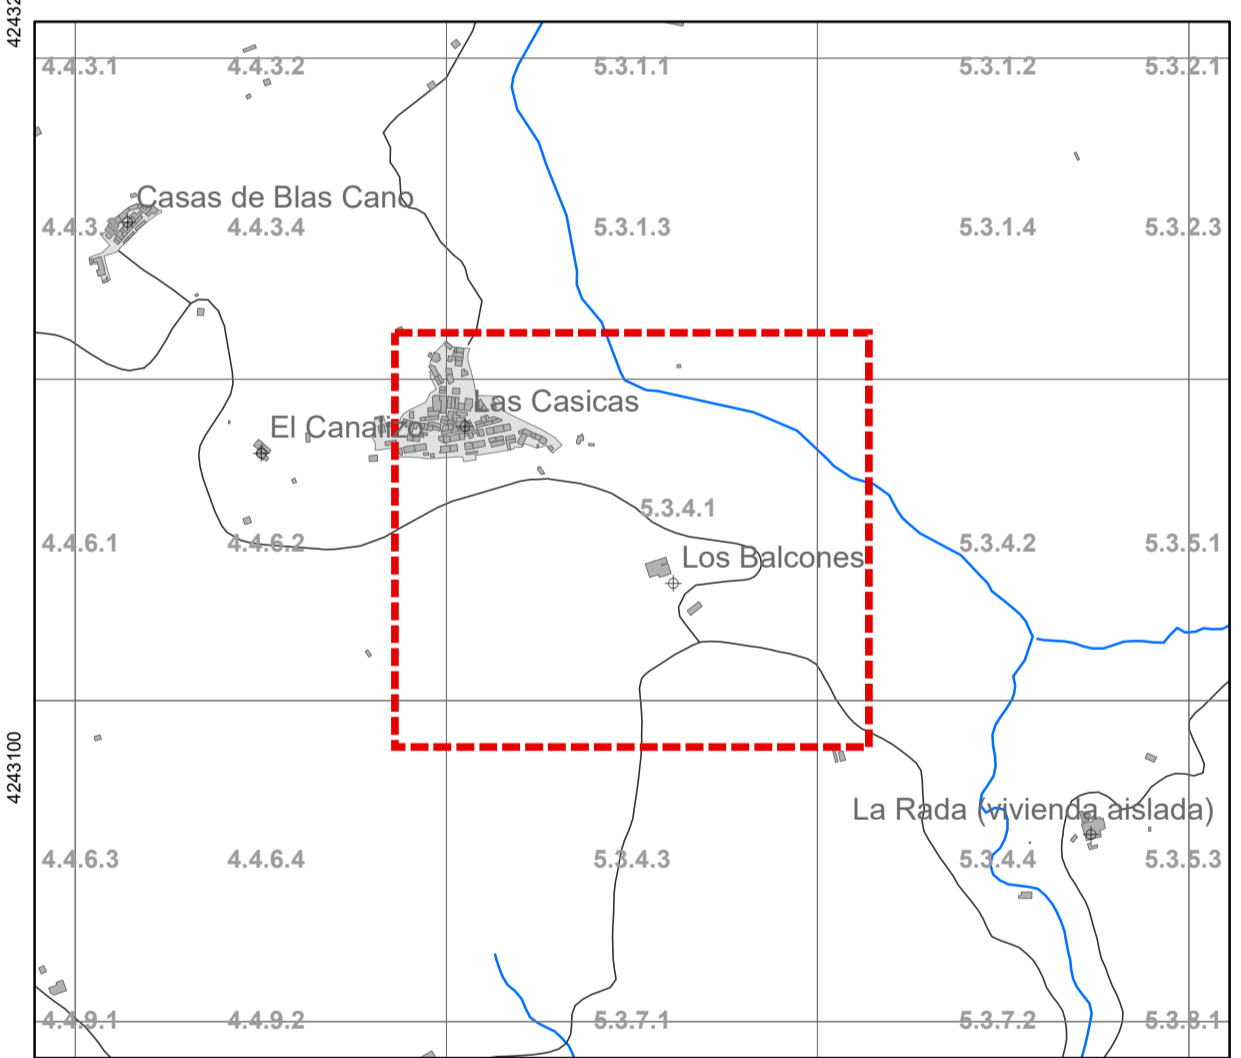 42432
4.4.3.1 4.4.3.2 5.3.1.1 5.3.1.2 5.3.2.1
Casas de Blas Cano
4.4.3. 4.4.3.4 5.3.1.3 5.3.1.4 5.3.2.3
Las Casicas
El Canalizo
5.3.4.1
4.4.6.1 4.4.6.2 5.3.4.2 5.3.5.1
Los Balcones
4243100
La Rada (vivienda aislada)
4.4.6.3 4.4.6.4 5.3.4.3 5.3.4.4 5.3.5.3
4.4.9.1 4.4.9.2 5.3.7.1 5.3.7.2 5.3.8.1